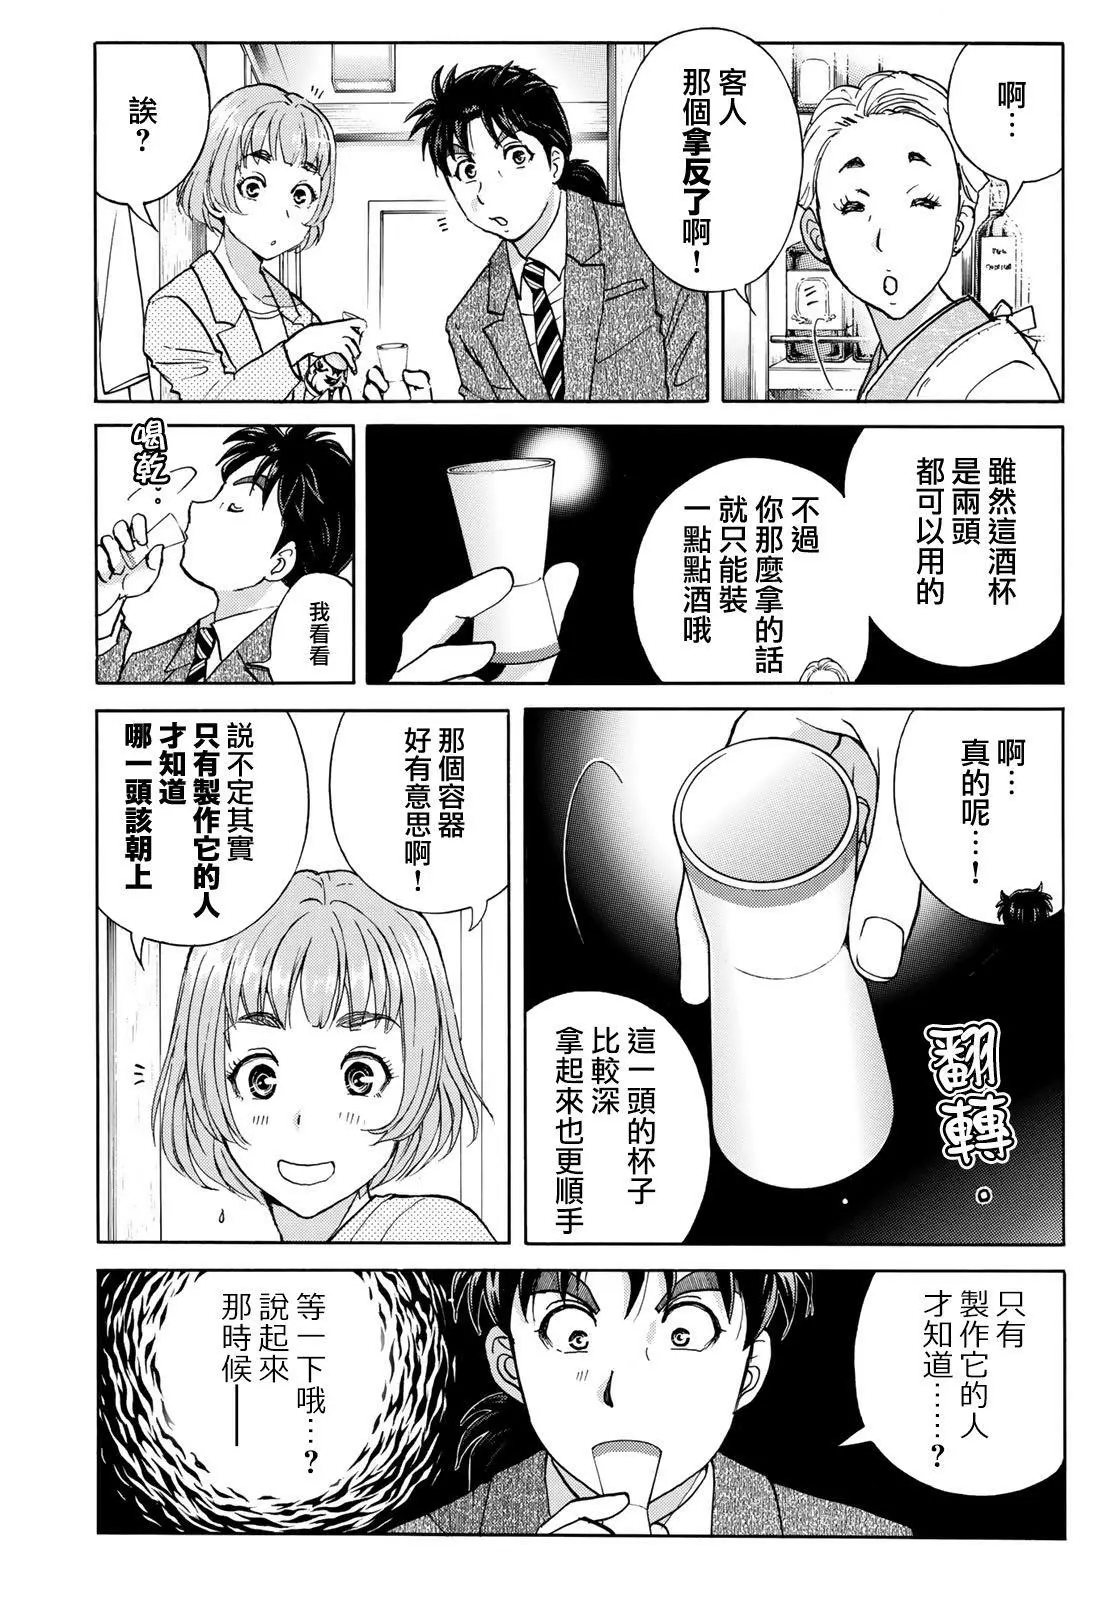 啊…
客人
那個拿反了啊！
誒？
雖然這酒杯
是兩頭
都可以用的
不過
你那麼拿的話
就只能裝
一點點酒哦
喝乾…
我看看
啊…
真的呢…！
翻轉。
這一頭的杯子
比較深
拿起來也更順手
那個容器
好有意思啊！
說不定其實
只有製作它的人
才知道
哪一頭該朝上
只有
製作它的人
才知道……？
等一下哦…？
說起來
那時候——